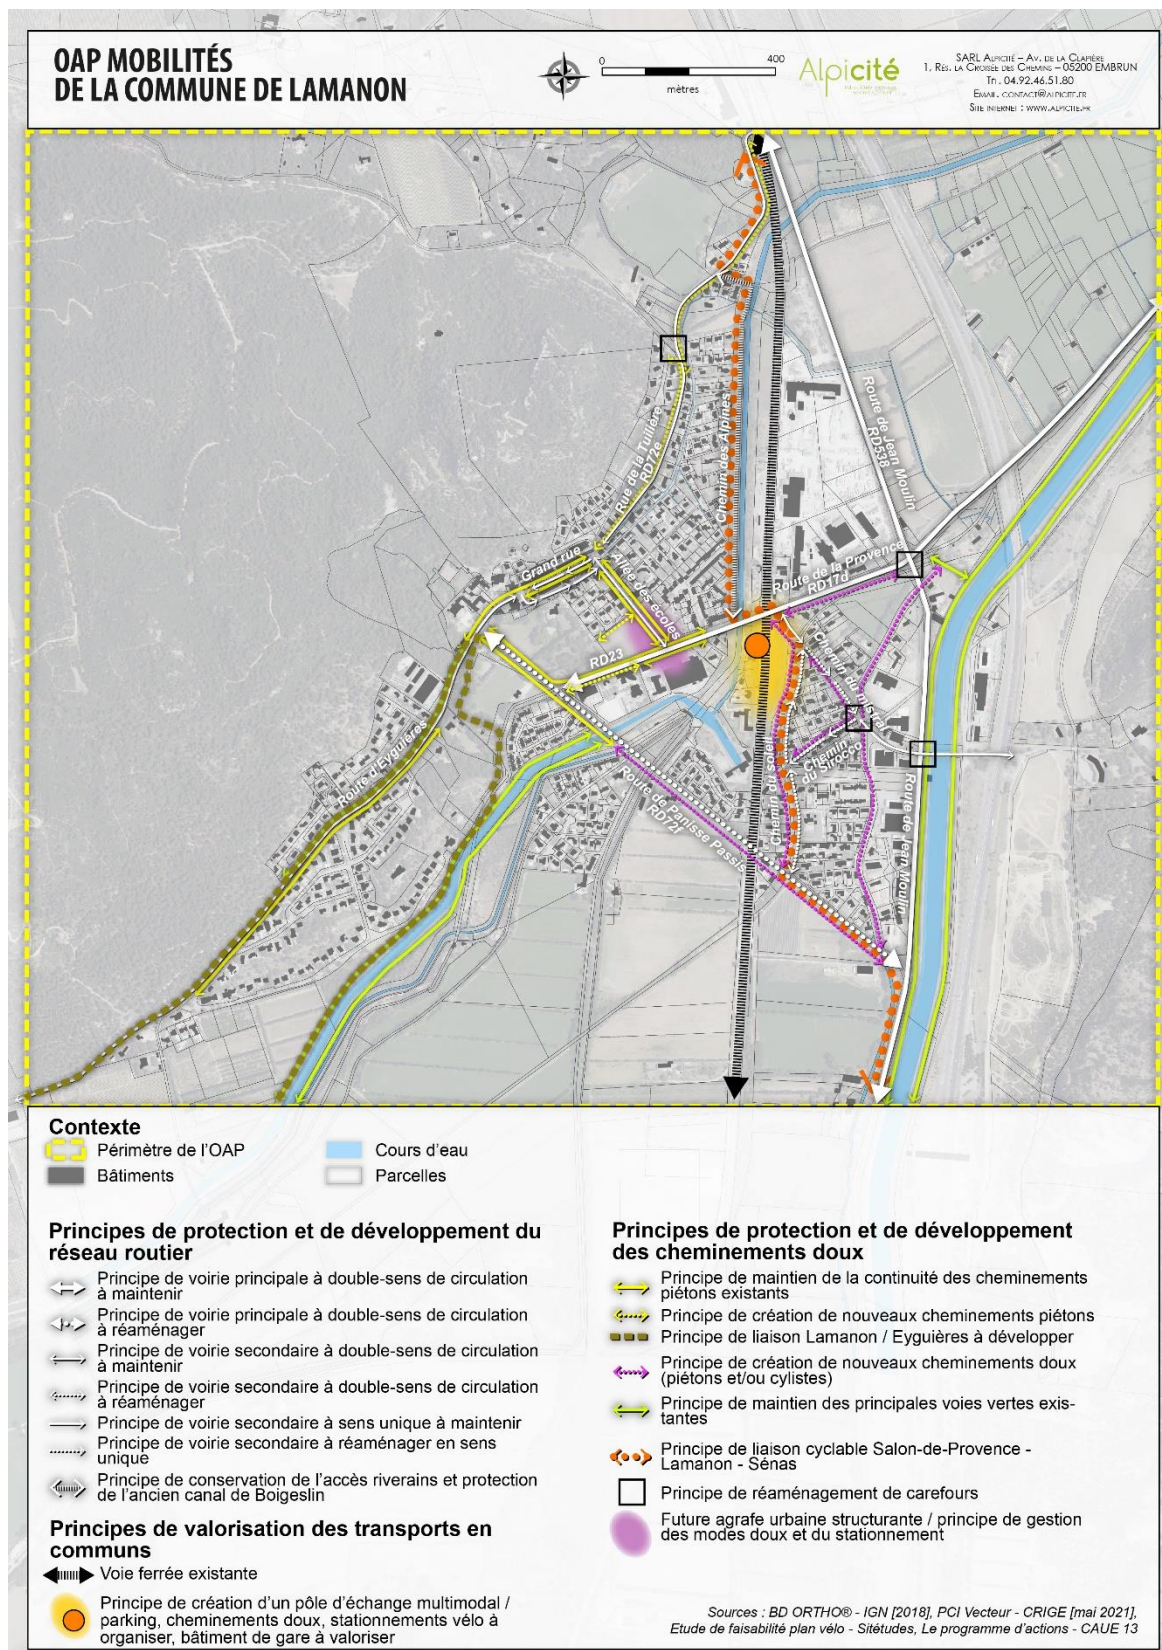 OAP MOBILITÉS
DE LA COMMUNE DE LAMANON
0 400
mètres
Alpicité
SARL Alpicité – Av. de la Clapière
1, Rés. la Croisée des Chemins – 05200 EMBRUN
Tn. 04.92.46.51.80
Email. contact@alpicite.fr
Site internet : www.alpicite.fr
Route de Jean Moulin
RD538
Chemin des Alpines
Rue de la Tuilière
RD72e
Grand rue
Allée des écoles
Route de la Provence
RD17d
RD23
Chemin du mistral
Chemin
du Sirocco
Chemin du soleil
Route d'Eyguières
Route de Panisse Passis
RD72f
Route de Jean Moulin
Contexte
Périmètre de l'OAP
Bâtiments
Cours d'eau
Parcelles
Principes de protection et de développement du
réseau routier
Principe de voirie principale à double-sens de circulation
à maintenir
Principe de voirie principale à double-sens de circulation
à réaménager
Principe de voirie secondaire à double-sens de circulation
à maintenir
Principe de voirie secondaire à double-sens de circulation
à réaménager
Principe de voirie secondaire à sens unique à maintenir
Principe de voirie secondaire à réaménager en sens
unique
Principe de conservation de l'accès riverains et protection
de l'ancien canal de Boigeslin
Principes de valorisation des transports en
communs
Voie ferrée existante
Principe de création d'un pôle d'échange multimodal /
parking, cheminements doux, stationnements vélo à
organiser, bâtiment de gare à valoriser
Principes de protection et de développement
des cheminements doux
Principe de maintien de la continuité des cheminements
piétons existants
Principe de création de nouveaux cheminements piétons
Principe de liaison Lamanon / Eyguières à développer
Principe de création de nouveaux cheminements doux
(piétons et/ou cylistes)
Principe de maintien des principales voies vertes exis-
tantes
Principe de liaison cyclable Salon-de-Provence -
Lamanon - Sénas
Principe de réaménagement de carefours
Future agrafe urbaine structurante / principe de gestion
des modes doux et du stationnement
Sources : BD ORTHO® - IGN [2018], PCI Vecteur - CRIGE [mai 2021],
Etude de faisabilité plan vélo - Sitétudes, Le programme d'actions - CAUE 13